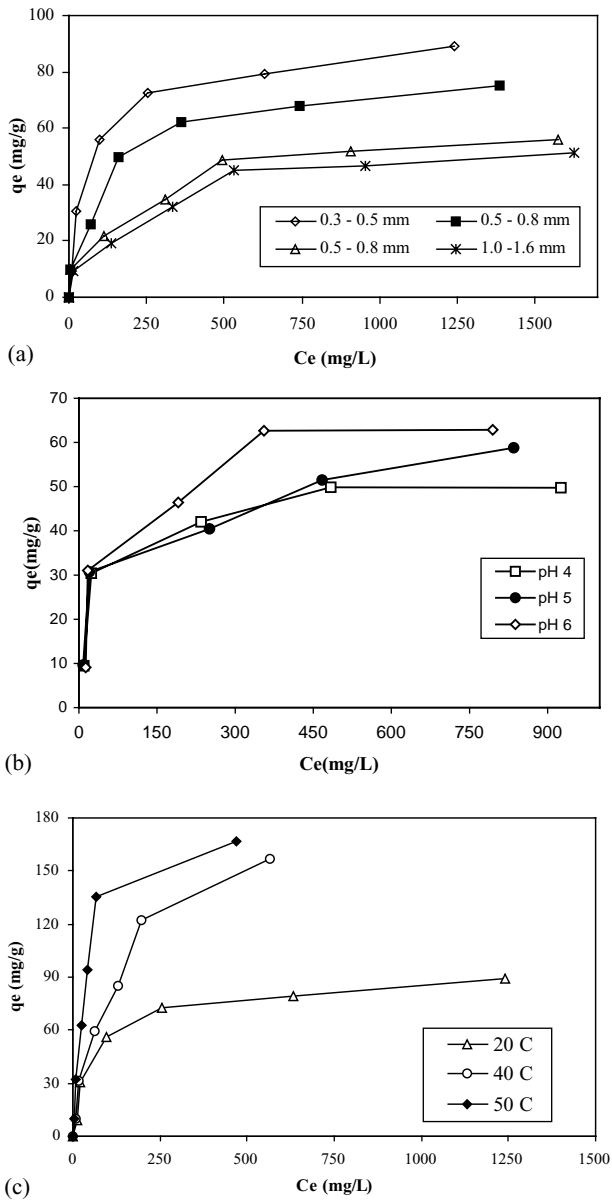 100
80
60
40
20
0
qe (mg/g)
0 250 500 750 1000 1250 1500
Ce (mg/L)
0.3 - 0.5 mm 0.5 - 0.8 mm
0.5 - 0.8 mm 1.0 -1.6 mm
(a)
70
60
50
40
30
20
10
0
qe(mg/g)
0 150 300 450 600 750 900
Ce(mg/L)
pH 4
pH 5
pH 6
(b)
180
150
120
90
60
30
0
qe (mg/g)
0 250 500 750 1000 1250 1500
Ce (mg/L)
20 C
40 C
50 C
(c)